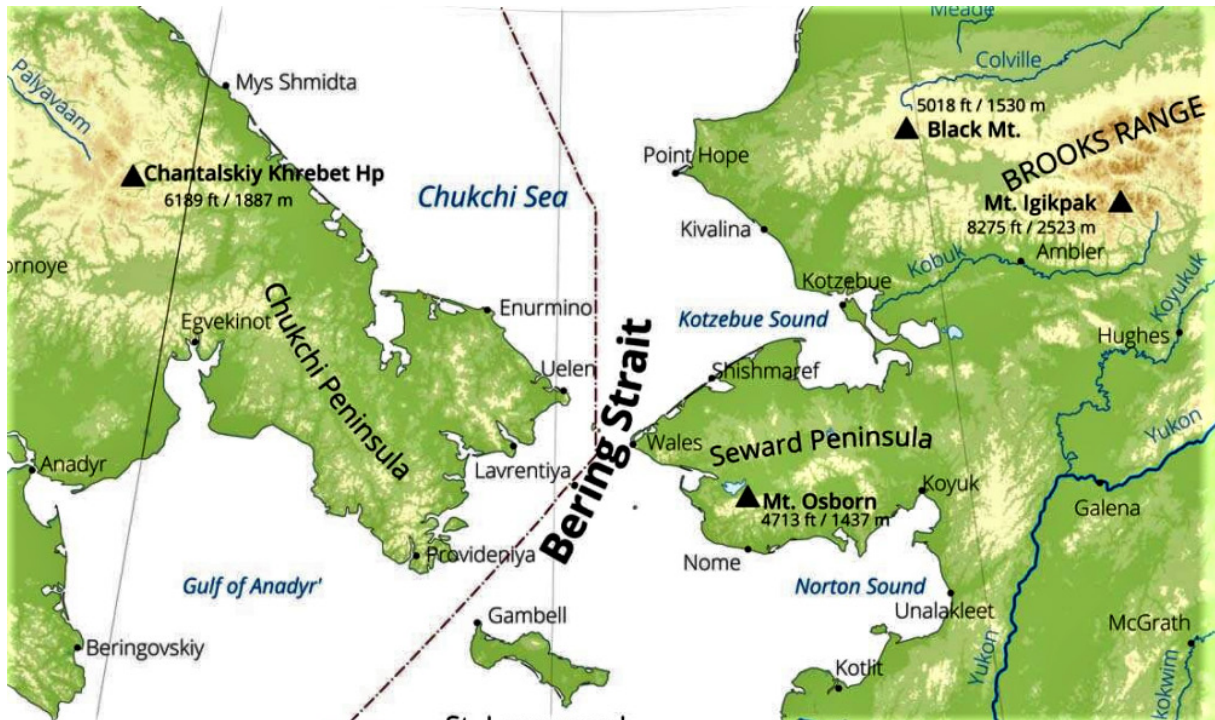 Meade
Colville
Mys Shmidta
Palyavaam
5018 ft / 1530 m
Black Mt.
BROOKS RANGE
Point Hope
Chantalskiy Khrebet Hp
6189 ft / 1887 m
Chukchi Sea
Mt. Igikpak
8275 ft / 2523 m
Kivalina
Ambler
Kobuk
Kotzebue
Koyukuk
Enurmino
Egvekinot
Kotzebue Sound
Hughes
Chukchi Peninsula
Uelen
Shishmaref
Bering Strait
Wales
Seward Peninsula
Yukon
Anadyr
Lavrentiya
Koyuk
Mt. Osborn
4713 ft / 1437 m
Galena
Provideniya
Nome
Gulf of Anadyr'
Norton Sound
Unalakleet
Gambell
McGrath
Beringovskiy
Yukon
Kotlit